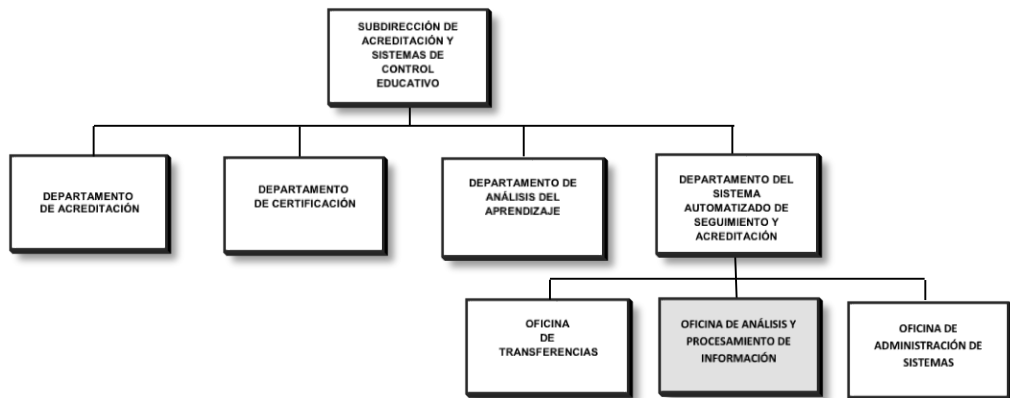 SUBDIRECCIÓN DE
ACREDITACIÓN Y
SISTEMAS DE
CONTROL
EDUCATIVO
DEPARTAMENTO
DE ACREDITACIÓN
DEPARTAMENTO
DE CERTIFICACIÓN
DEPARTAMENTO DE
ANÁLISIS DEL
APRENDIZAJE
DEPARTAMENTO DEL
SISTEMA
AUTOMATIZADO DE
SEGUIMIENTO Y
ACREDITACIÓN
OFICINA
DE
TRANSFERENCIAS
OFICINA DE ANÁLISIS Y
PROCESAMIENTO DE
INFORMACIÓN
OFICINA DE
ADMINISTRACIÓN DE
SISTEMAS